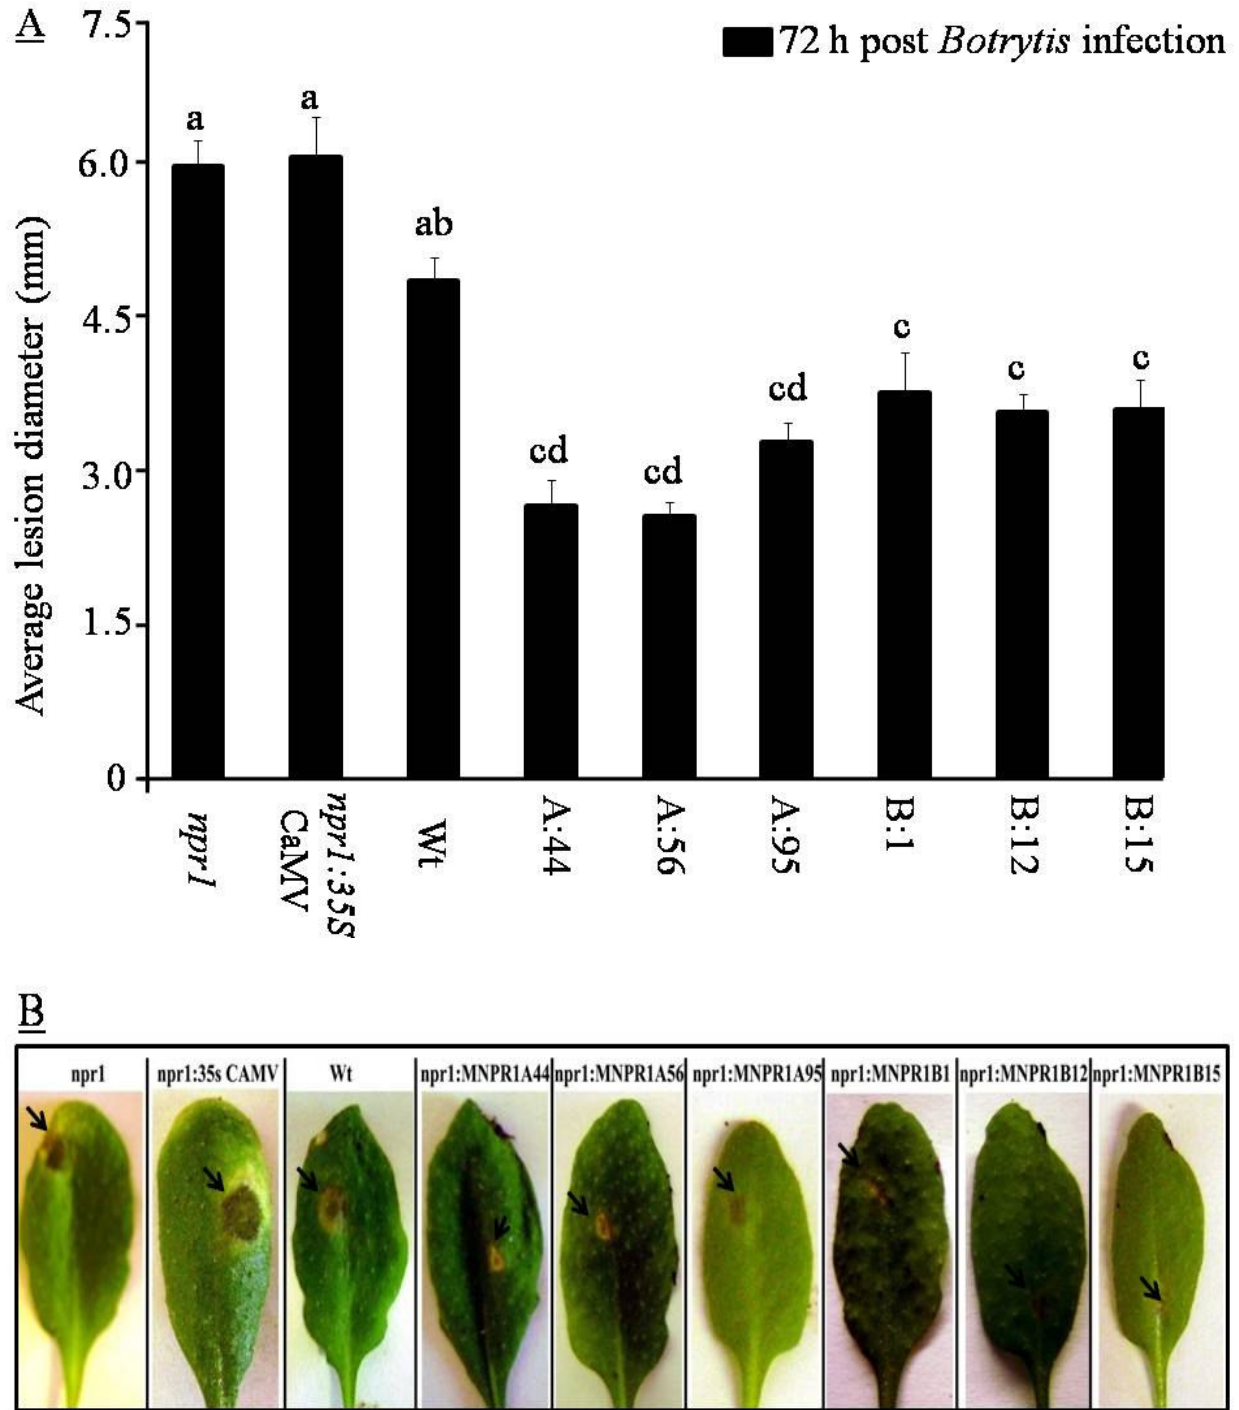 A
7.5
72 h post Botrytis infection
a
a
6.0
ab
4.5
c
c
c
cd
cd
cd
3.0
1.5
0
Average lesion diameter (mm)
npr1
npr1:35S
CaMV
Wt
A:44
A:56
A:95
B:1
B:12
B:15
B
npr1
npr1:35s CAMV
Wt
npr1:MNPR1A44
npr1:MNPR1A56
npr1:MNPR1A95
npr1:MNPR1B1
npr1:MNPR1B12
npr1:MNPR1B15